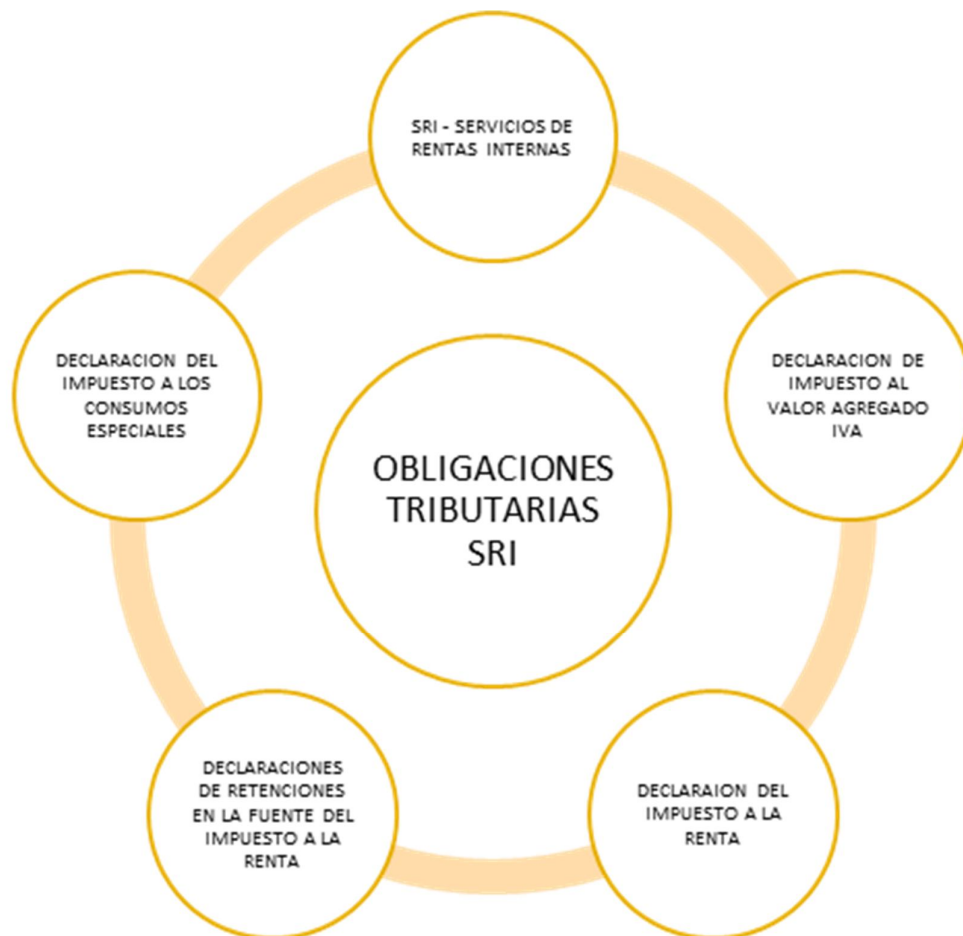 SRI - SERVICIOS DE
RENTAS INTERNAS
DECLARACION DEL
IMPUESTO A LOS
CONSUMOS
ESPECIALES
DECLARACION DE
IMPUESTO AL
VALOR AGREGADO
IVA
OBLIGACIONES
TRIBUTARIAS
SRI
DECLARACIONES
DE RETENCIONES
EN LA FUENTE DEL
IMPUESTO A LA
RENTA
DECLARAION DEL
IMPUESTO A LA
RENTA